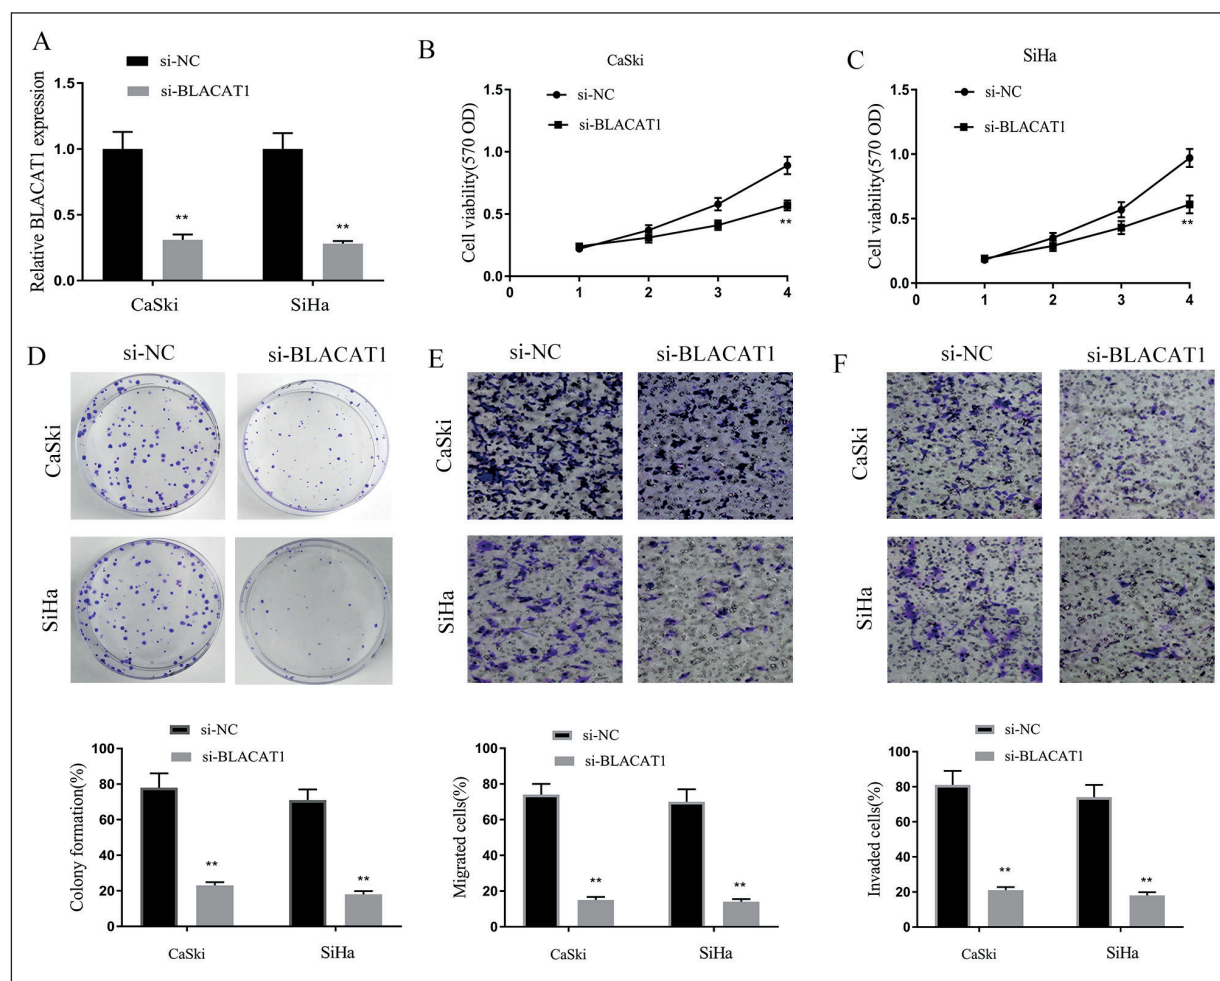 A
si-NC
si-BLACAT1
Relative BLACAT1 expression
1.5
1.0
0.5
0.0
**
**
CaSki
SiHa
B
CaSki
si-NC
si-BLACAT1
Cell viability(570 OD)
1.5
1.0
0.5
0.0
**
0
1
2
3
4
C
SiHa
si-NC
si-BLACAT1
Cell viability(570 OD)
1.5
1.0
0.5
0.0
**
0
1
2
3
4
D
si-NC
si-BLACAT1
CaSki
SiHa
si-NC
si-BLACAT1
Colony formation(%)
100
80
60
40
20
0
**
**
CaSki
SiHa
E
si-NC
si-BLACAT1
CaSki
SiHa
si-NC
si-BLACAT1
Migrated cells(%)
100
80
60
40
20
0
**
**
CaSki
SiHa
F
si-NC
si-BLACAT1
CaSki
SiHa
si-NC
si-BLACAT1
Invaded cells(%)
100
80
60
40
20
0
**
**
CaSki
SiHa